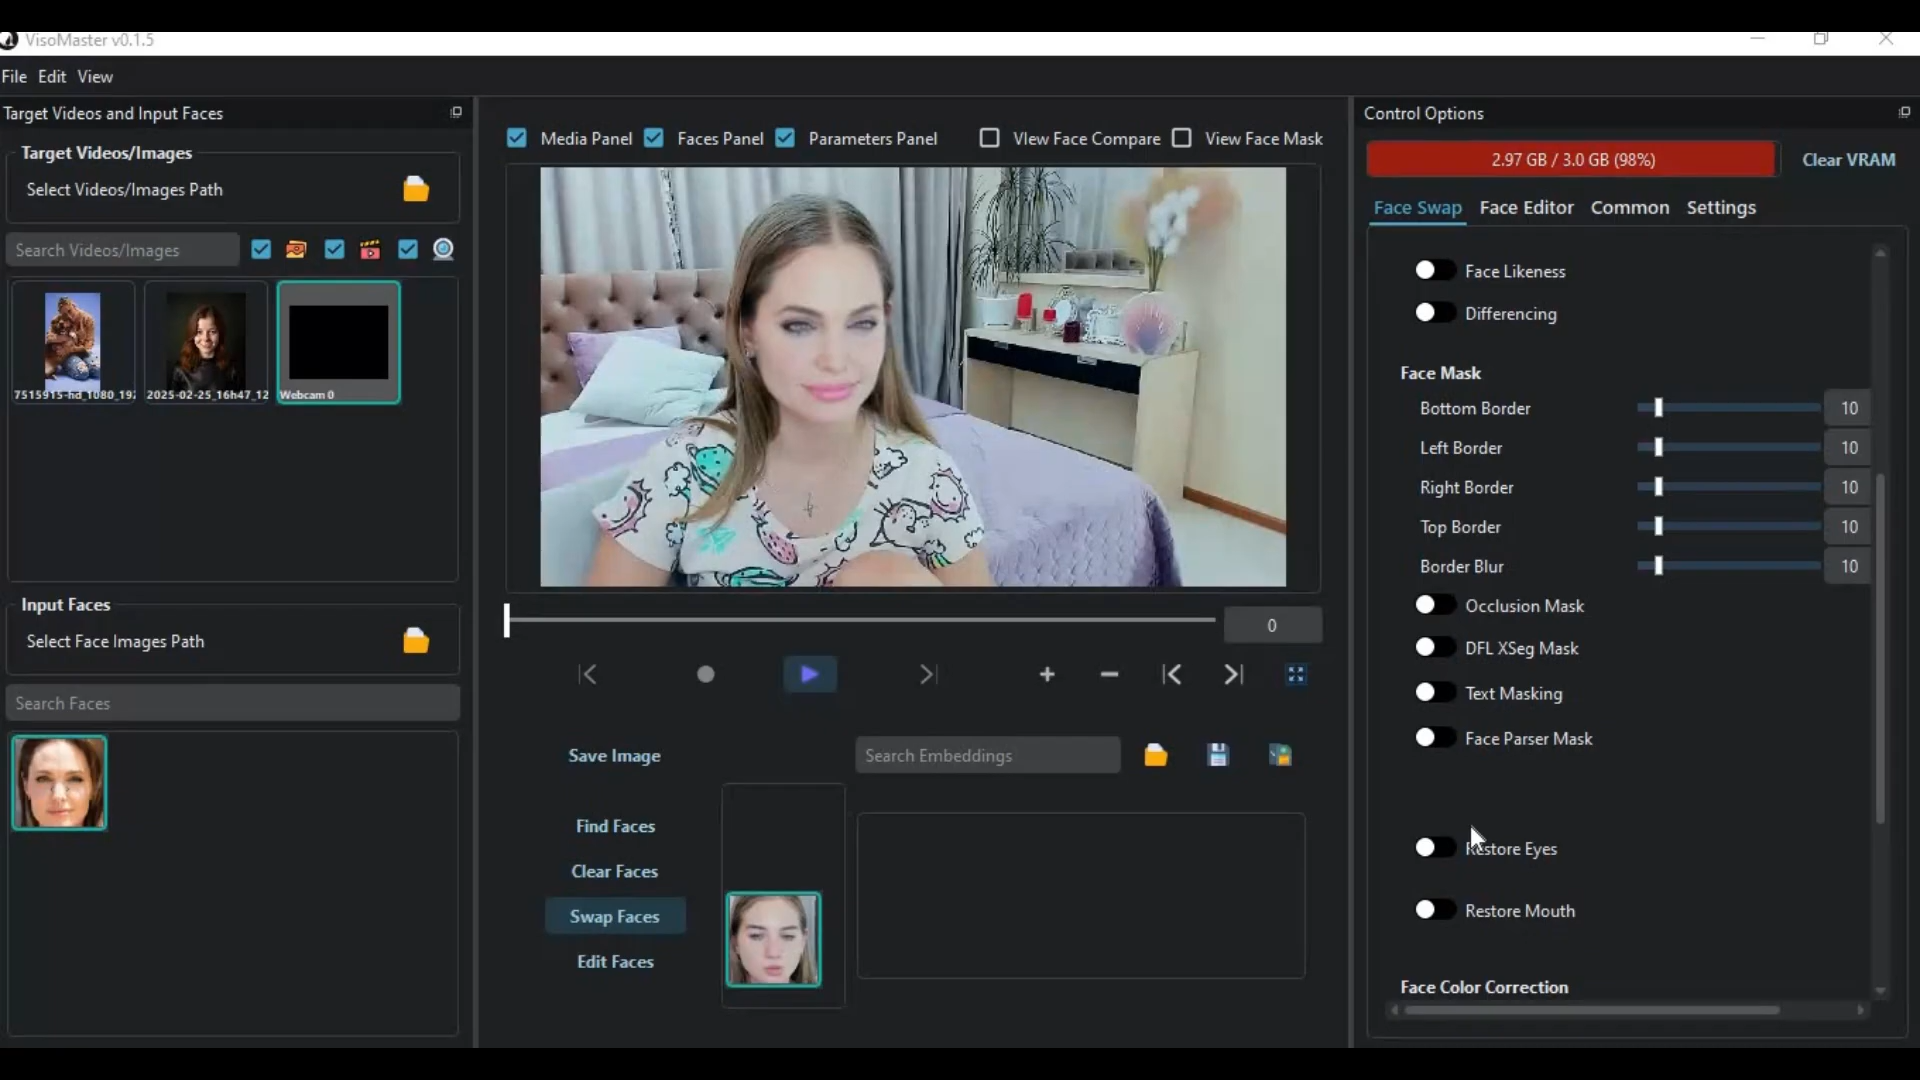 VisoMaster v0.1.5
File Edit View
Target Videos and Input Faces
Target Videos/Images
Select Videos/Images Path
Search Videos/Images
7515915-hd_1080_192
2025-02-25_16h47_12
Webcam 0
Input Faces
Select Face Images Path
Search Faces
Media Panel Faces Panel Parameters Panel VIew Face Compare View Face Mask
0
Save Image
Search Embeddings
Find Faces
Clear Faces
Swap Faces
Edit Faces
Control Options
2.97 GB / 3.0 GB (98%) Clear VRAM
Face Swap Face Editor Common Settings
Face Likeness
Differencing
Face Mask
Bottom Border 10
Left Border 10
Right Border 10
Top Border 10
Border Blur 10
Occlusion Mask
DFL XSeg Mask
Text Masking
Face Parser Mask
Restore Eyes
Restore Mouth
Face Color Correction